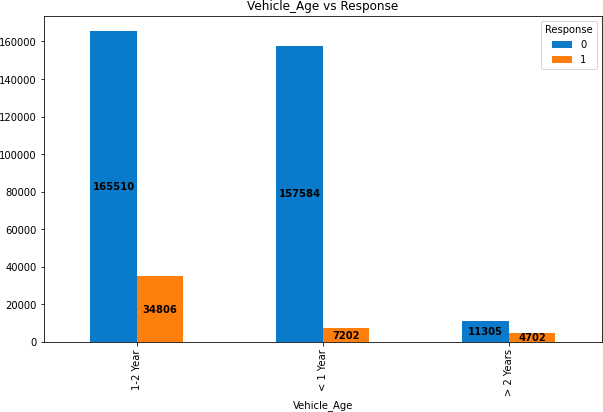 Vehicle_Age vs Response
Response
0
1
160000
140000
120000
100000
80000
60000
40000
20000
0
165510
34806
157584
7202
11305
4702
1-2 Year
< 1 Year
> 2 Years
Vehicle_Age